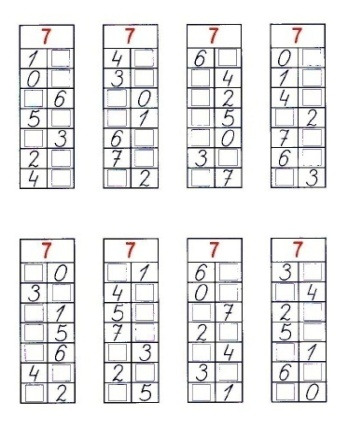 7 7 7 7
1 4 6 0
0 3 4 1
6 0 2 4
5 1 5 2
3 6 0 7
2 7 3 6
4 2 7 3
7 7 7 7
0 1 6 3
3 4 0 4
1 5 7 2
5 7 2 5
6 3 4 1
4 2 3 6
2 5 1 0